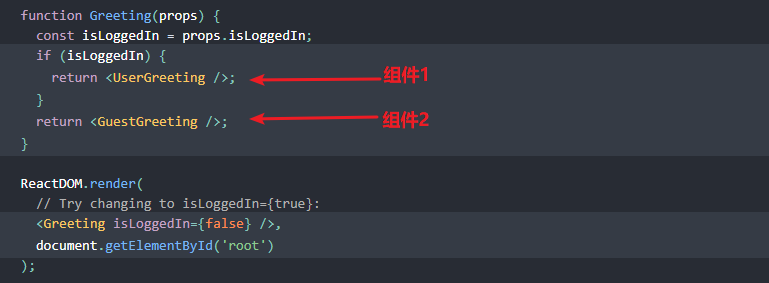 function Greeting(props) {
const isLoggedIn = props.isLoggedIn;
if (isLoggedIn) {
return <UserGreeting />; 组件1
}
return <GuestGreeting />; 组件2
}
ReactDOM.render(
// Try changing to isLoggedIn={true}:
<Greeting isLoggedIn={false} />,
document.getElementById('root')
);